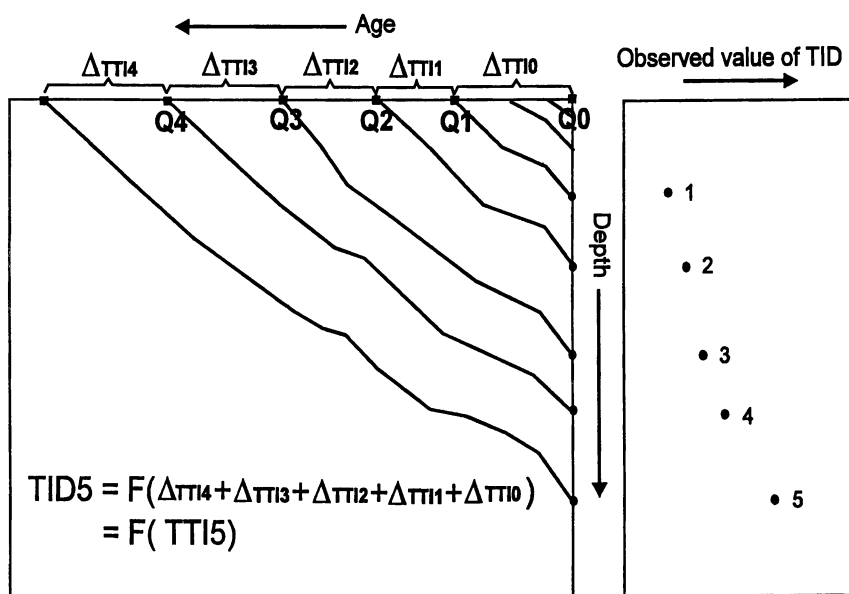 Age
ΔTTI4 ΔTTI3 ΔTTI2 ΔTTI1 ΔTTI0
Q4 Q3 Q2 Q1 Q0
Depth
TID5 = F(ΔTTI4+ΔTTI3+ΔTTI2+ΔTTI1+ΔTTI0)
= F( TTI5)
Observed value of TID
1
2
3
4
5